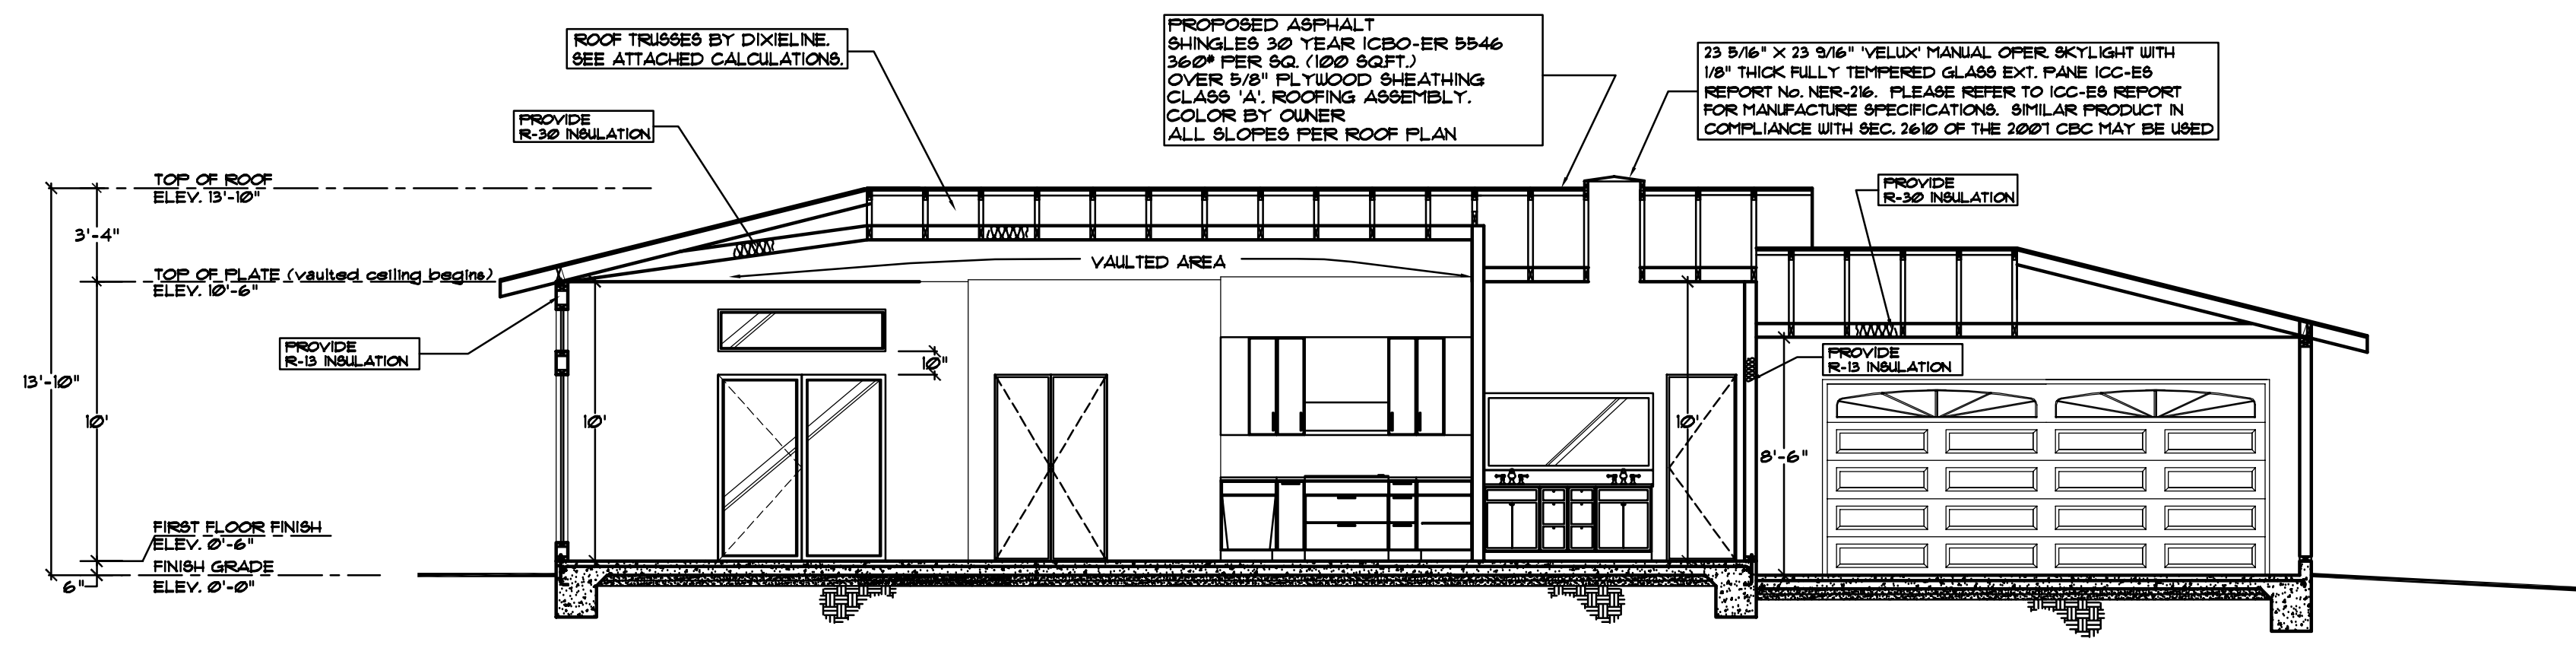 ROOF TRUSSES BY DIXIELINE.
SEE ATTACHED CALCULATIONS.
PROPOSED ASPHALT
SHINGLES 30 YEAR ICBO-ER 5546
360# PER SQ. (100 SQ.FT.)
OVER 5/8" PLYWOOD SHEATHING
CLASS 'A'. ROOFING ASSEMBLY.
COLOR BY OWNER
ALL SLOPES PER ROOF PLAN
23 5/16" X 23 9/16" 'VELUX' MANUAL OPER. SKYLIGHT WITH
1/8" THICK FULLY TEMPERED GLASS EXT. PANE ICC-ES
REPORT No. NER-216. PLEASE REFER TO ICC-ES REPORT
FOR MANUFACTURE SPECIFICATIONS. SIMILAR PRODUCT IN
COMPLIANCE WITH SEC. 2610 OF THE 2007 CBC MAY BE USED
PROVIDE
R-30 INSULATION
TOP OF ROOF
ELEV. 13'-10"
PROVIDE
R-30 INSULATION
3'-4"
TOP OF PLATE (vaulted ceiling begins)
ELEV. 10'-6"
VAULTED AREA
PROVIDE
R-13 INSULATION
10"
PROVIDE
R-13 INSULATION
13'-10"
10'
10'
10'
8'-6"
FIRST FLOOR FINISH
ELEV. 0'-6"
FINISH GRADE
ELEV. 0'-0"
6"